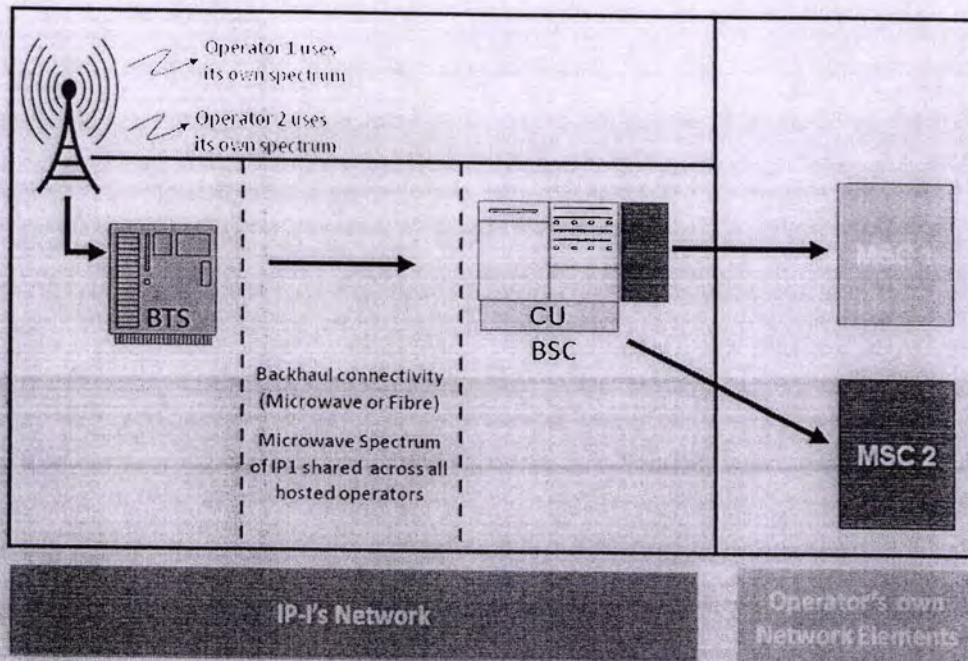 Operator 1 uses
its own spectrum
Operator 2 uses
its own spectrum
BTS
Backhaul connectivity
(Microwave or Fibre)
Microwave Spectrum
of IP1 shared across all
hosted operators
CU
BSC
MSC 2
IP-I's Network
Operator's own
Network Elements